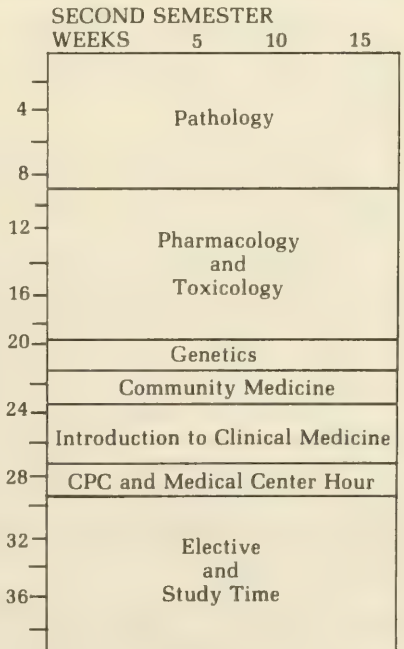 SECOND SEMESTER
WEEKS 5 10 15
4
Pathology
8
12
Pharmacology
and
Toxicology
16
20
Genetics
Community Medicine
24
Introduction to Clinical Medicine
28
CPC and Medical Center Hour
32
Elective
and
Study Time
36